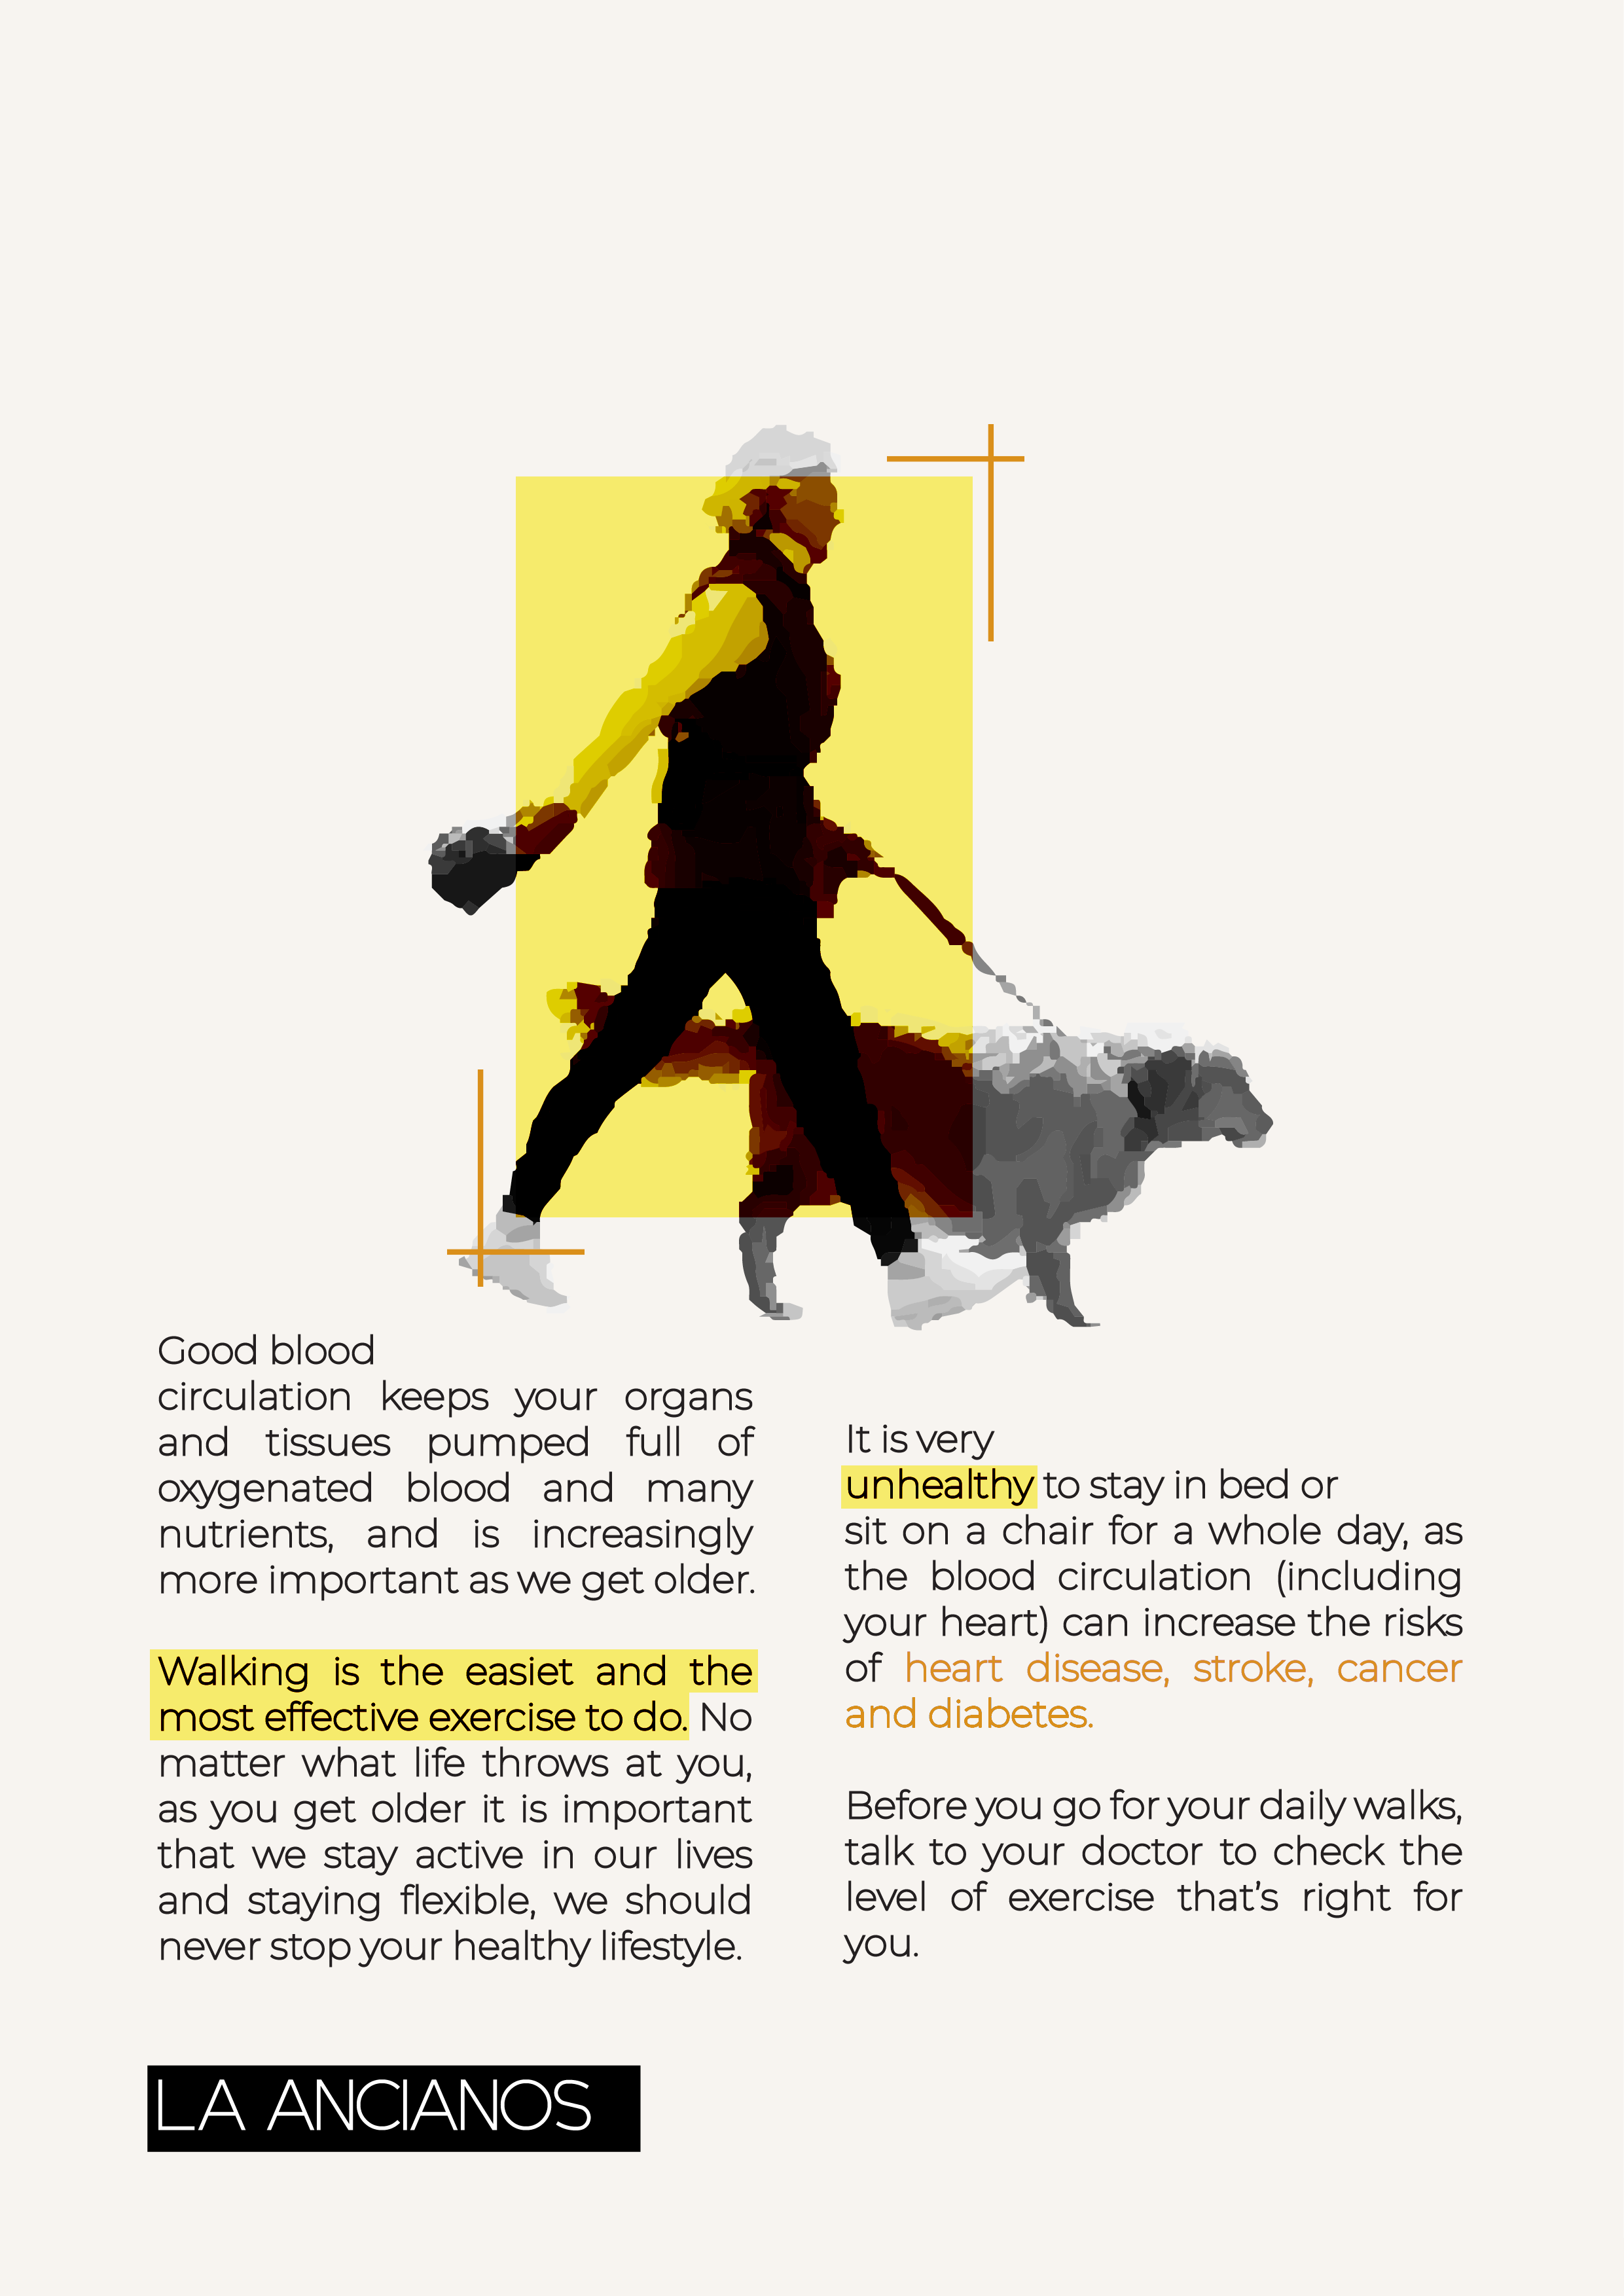 Good blood
circulation keeps your organs
and tissues pumped full of
oxygenated blood and many
nutrients, and is increasingly
more important as we get older.
Walking is the easiet and the
most effective exercise to do. No
matter what life throws at you,
as you get older it is important
that we stay active in our lives
and staying flexible, we should
never stop your healthy lifestyle.
It is very
unhealthy to stay in bed or
sit on a chair for a whole day, as
the blood circulation (including
your heart) can increase the risks
of heart disease, stroke, cancer
and diabetes.
Before you go for your daily walks,
talk to your doctor to check the
level of exercise that’s right for
you.
LA ANCIANOS